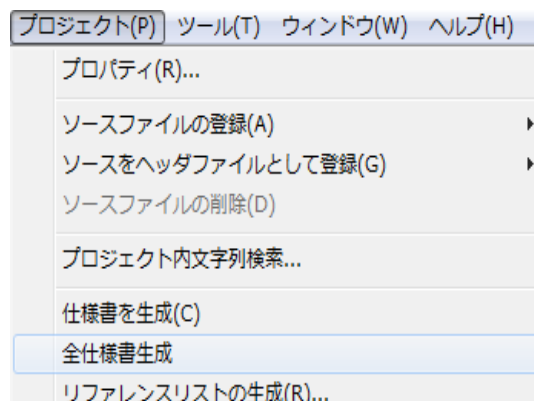 プロジェクト(P) ツール(T) ウィンドウ(W) ヘルプ(H)
プロパティ(R)...
ソースファイルの登録(A)
ソースをヘッダファイルとして登録(G)
ソースファイルの削除(D)
プロジェクト内文字列検索...
仕様書を生成(C)
全仕様書生成
リファレンスリストの生成(R)...